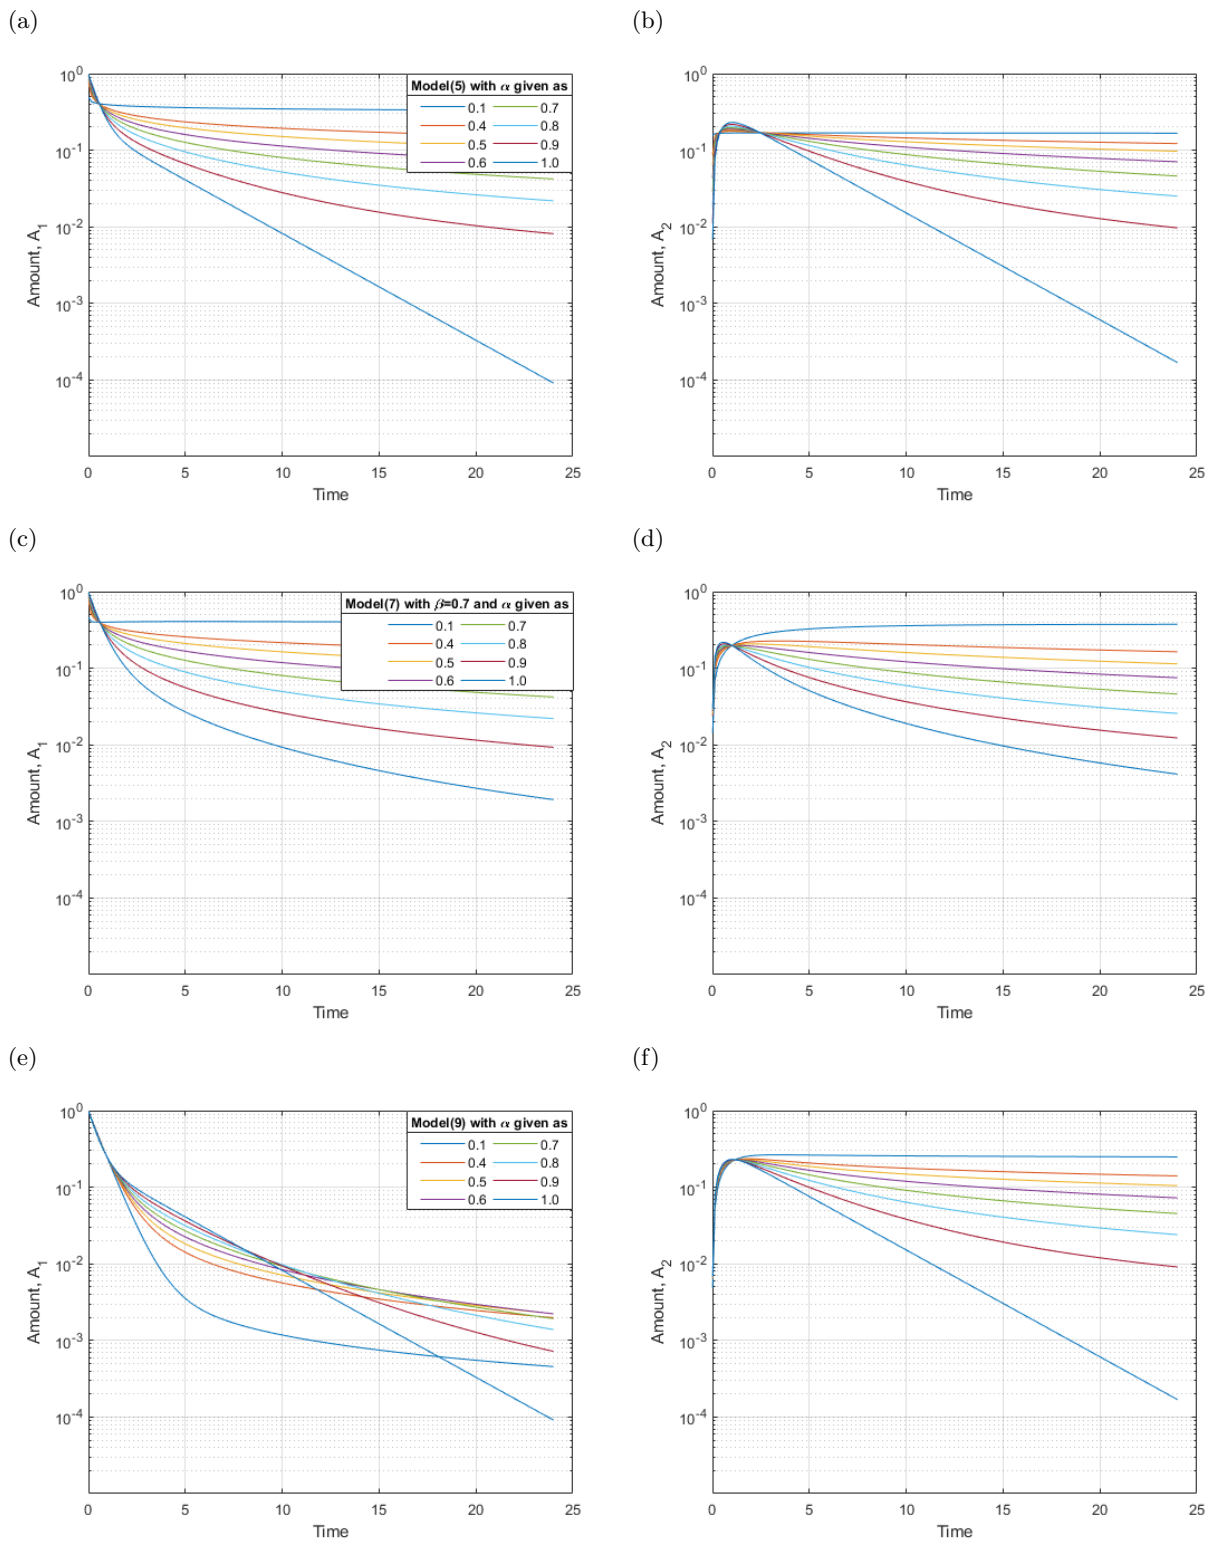 (a)
(b)
Model(5) with α given as
0.1 0.7
0.4 0.8
0.5 0.9
0.6 1.0
10^0
10^-1
10^-2
10^-3
10^-4
Amount, A_1
0 5 10 15 20 25
Time
10^0
10^-1
10^-2
10^-3
10^-4
Amount, A_2
0 5 10 15 20 25
Time
(c)
(d)
Model(7) with β=0.7 and α given as
0.1 0.7
0.4 0.8
0.5 0.9
0.6 1.0
10^0
10^-1
10^-2
10^-3
10^-4
Amount, A_1
0 5 10 15 20 25
Time
10^0
10^-1
10^-2
10^-3
10^-4
Amount, A_2
0 5 10 15 20 25
Time
(e)
(f)
Model(9) with α given as
0.1 0.7
0.4 0.8
0.5 0.9
0.6 1.0
10^0
10^-1
10^-2
10^-3
10^-4
Amount, A_1
0 5 10 15 20 25
Time
10^0
10^-1
10^-2
10^-3
10^-4
Amount, A_2
0 5 10 15 20 25
Time